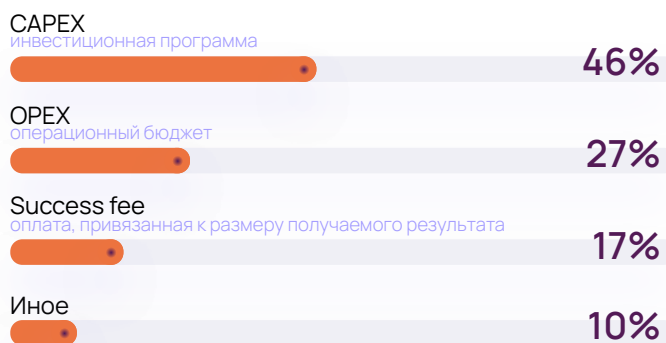 CAPEX
инвестиционная программа
46%
OPEX
операционный бюджет
27%
Success fee
оплата, привязанная к размеру получаемого результата
17%
Иное
10%